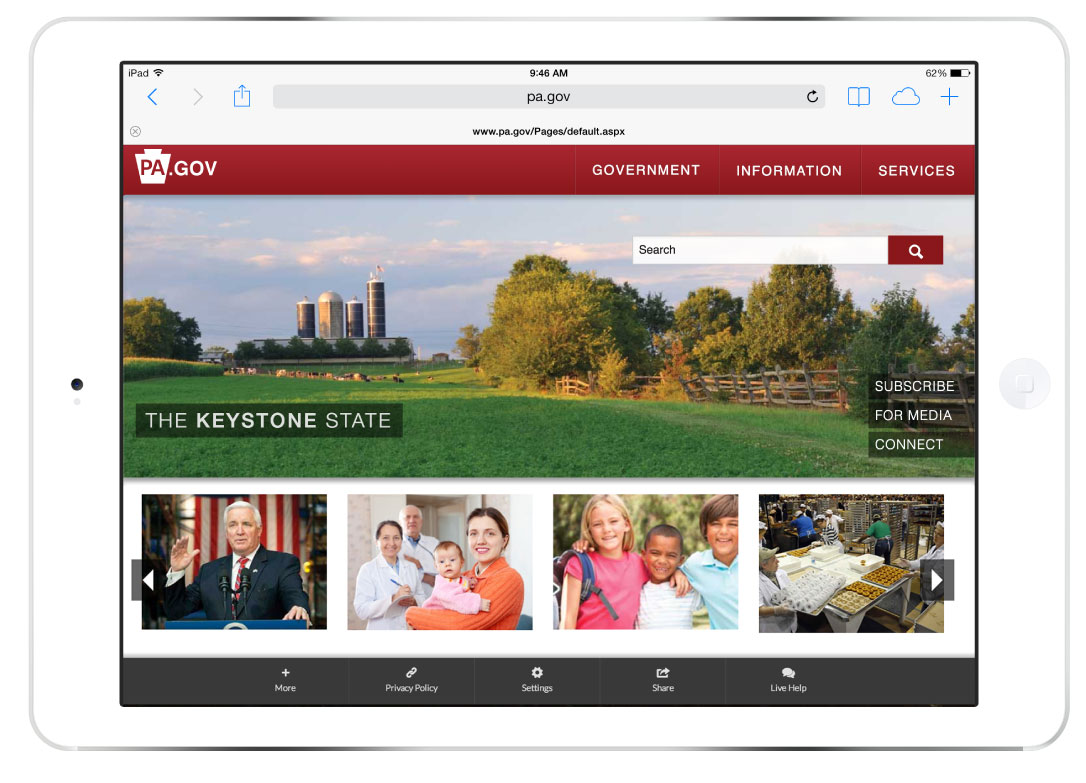 iPad 9:46 AM 62%
pa.gov
www.pa.gov/Pages/default.aspx
PA.GOV GOVERNMENT INFORMATION SERVICES
Search
SUBSCRIBE
FOR MEDIA
THE KEYSTONE STATE
CONNECT
More Privacy Policy Settings Share Live Help